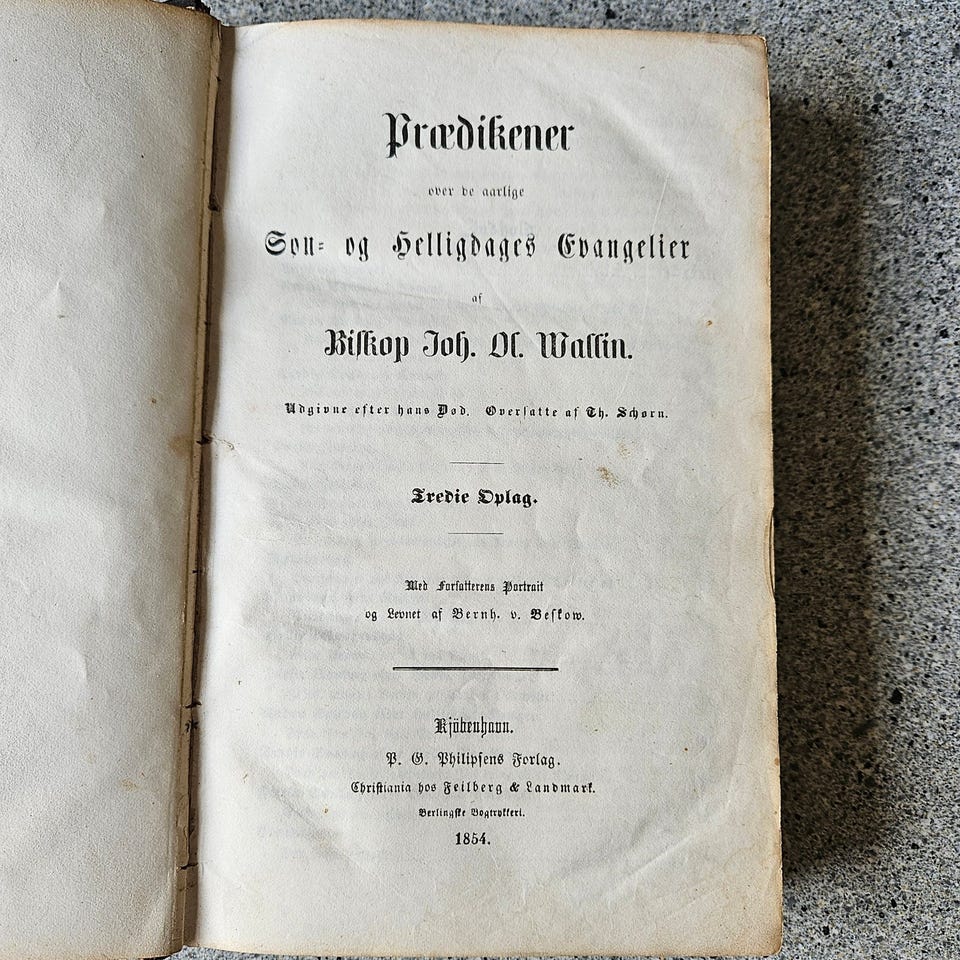 Prædikener
over de aarlige
Søn- og Helligdages Evangelier
af
Biskop Joh. Ol. Wallin.
Udgivne efter hans Død. Oversatte af Th. Schorn.
Tredie Oplag.
Med Forfatterens Portrait
og Levnet af Bernh. v. Beskow.
Kjöbenhavn.
P. G. Philipsens Forlag.
Christiania hos Feilberg & Landmark.
Berlingske Bogtrykkeri.
1854.